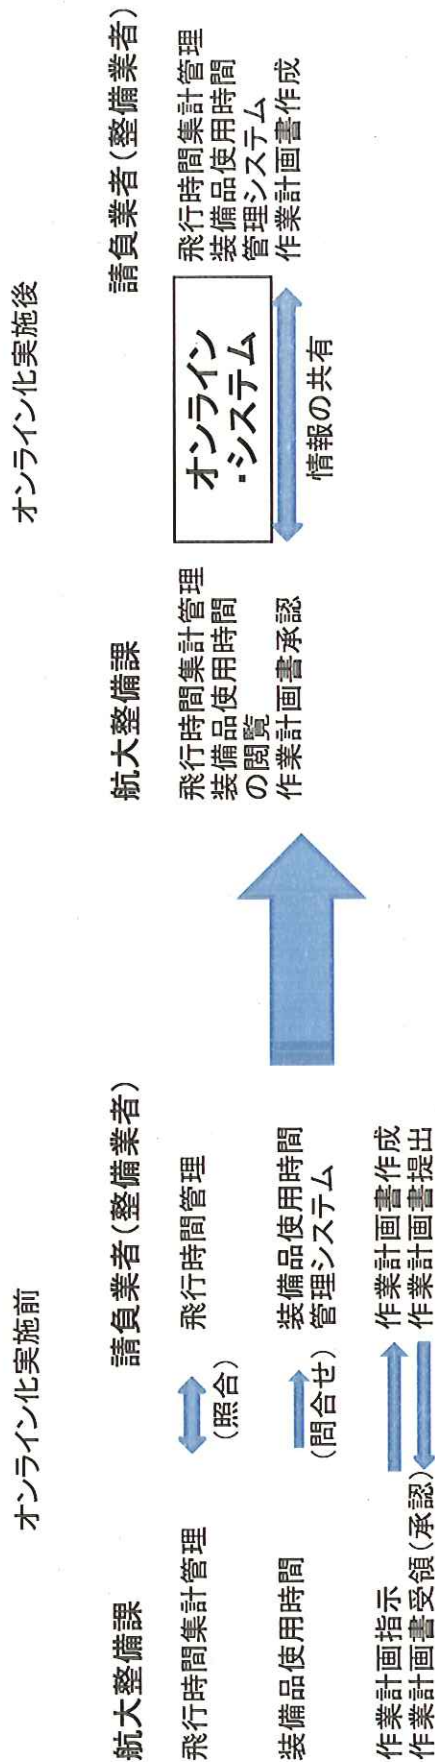 オンライン化実施前
航大整備課
請負業者(整備業者)
飛行時間集計管理
(照合)
飛行時間管理
装備品使用時間
(問合せ)
装備品使用時間
管理システム
作業計画指示
作業計画書受領(承認)
作業計画書作成
作業計画書提出
オンライン化実施後
航大整備課
請負業者(整備業者)
飛行時間集計管理
装備品使用時間
の閲覧
作業計画書承認
オンライン
・システム
情報の共有
飛行時間集計管理
装備品使用時間
管理システム
作業計画書作成